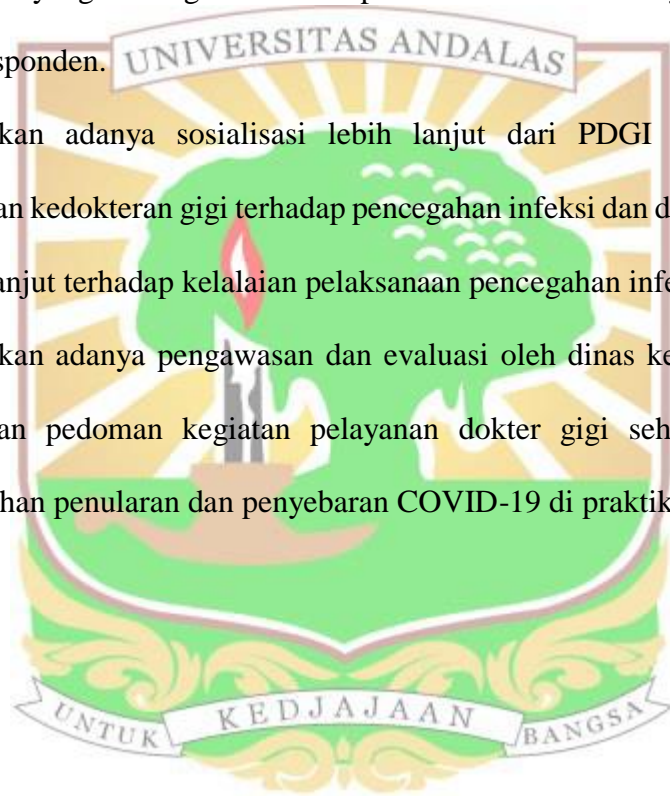 sponden.
UNIVERSITAS ANDALAS
kan adanya sosialisasi lebih lanjut dari PDGI
an kedokteran gigi terhadap pencegahan infeksi dan d
anjut terhadap kelalaian pelaksanaan pencegahan infe
kan adanya pengawasan dan evaluasi oleh dinas ke
an pedoman kegiatan pelayanan dokter gigi seh
han penularan dan penyebaran COVID-19 di praktik
UNTUK KEDJAJAAN BANGSA